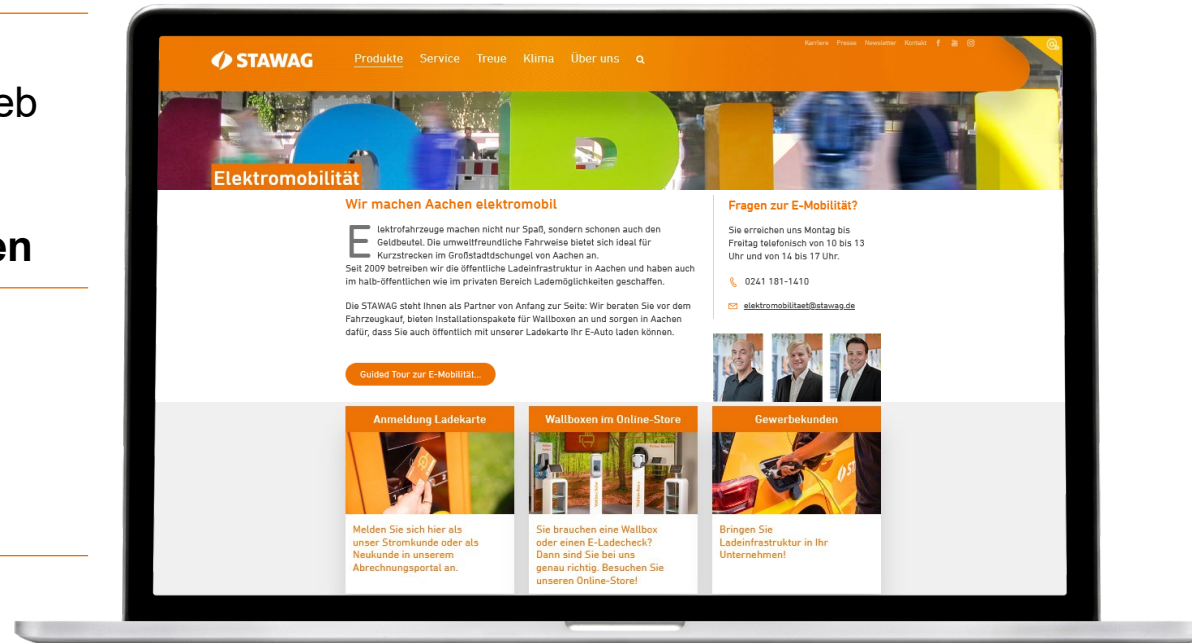 eb
en
Karriere Presse Newsletter Kontakt
STAWAG
Produkte Service Treue Klima Über uns
Elektromobilität
Wir machen Aachen elektromobil
Elektrofahrzeuge machen nicht nur Spaß, sondern schonen auch den
Geldbeutel. Die umweltfreundliche Fahrweise bietet sich ideal für
Kurzstrecken im Großstadtdschungel von Aachen an.
Seit 2009 betreiben wir die öffentliche Ladeinfrastruktur in Aachen und haben auch
im halb-öffentlichen wie im privaten Bereich Lademöglichkeiten geschaffen.
Die STAWAG steht Ihnen als Partner von Anfang zur Seite: Wir beraten Sie vor dem
Fahrzeugkauf, bieten Installationspakete für Wallboxen an und sorgen in Aachen
dafür, dass Sie auch öffentlich mit unserer Ladekarte Ihr E-Auto laden können.
Guided Tour zur E-Mobilität...
Fragen zur E-Mobilität?
Sie erreichen uns Montag bis
Freitag telefonisch von 10 bis 13
Uhr und von 14 bis 17 Uhr.
0241 181-1410
elektromobilitaet@stawag.de
Anmeldung Ladekarte
Melden Sie sich hier als
unser Stromkunde oder als
Neukunde in unserem
Abrechnungsportal an.
Wallboxen im Online-Store
Sie brauchen eine Wallbox
oder einen E-Ladecheck?
Dann sind Sie bei uns
genau richtig. Besuchen Sie
unseren Online-Store!
Gewerbekunden
Bringen Sie
Ladeinfrastruktur in Ihr
Unternehmen!